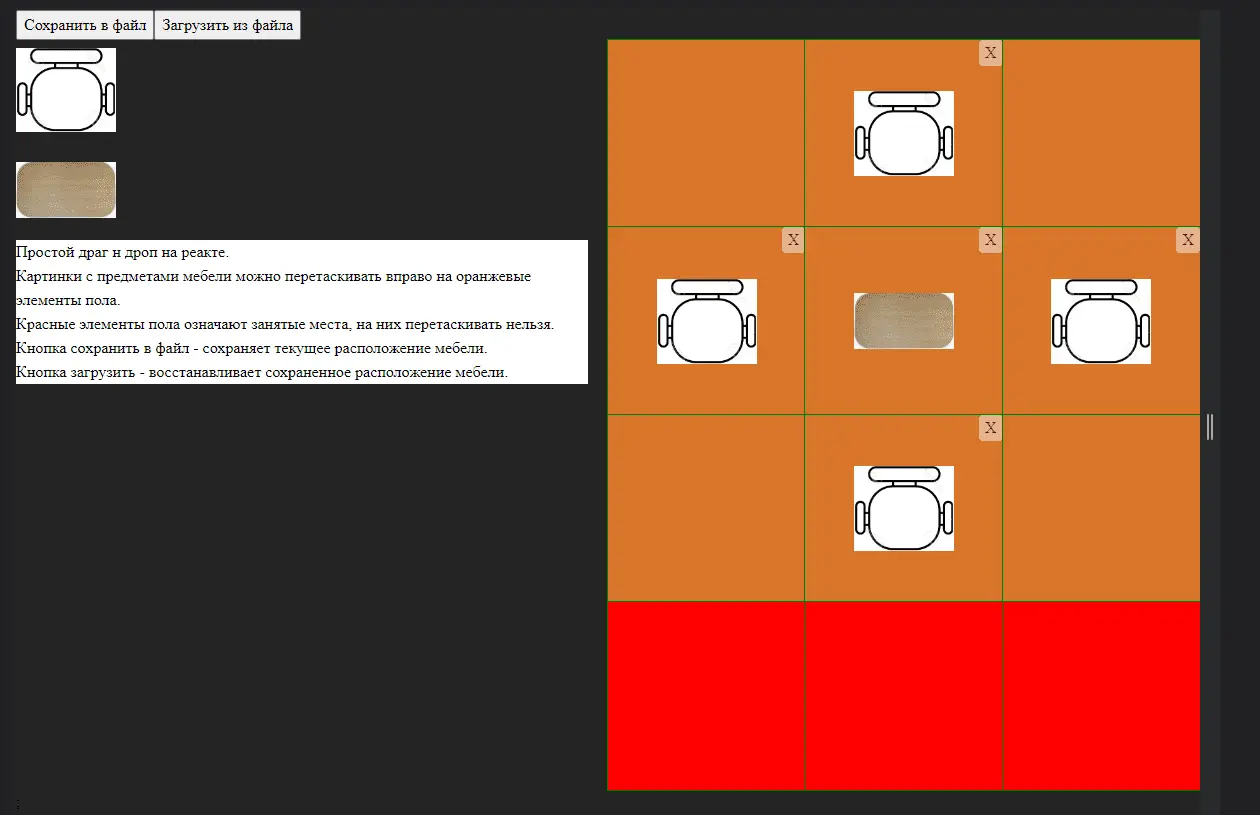 Сохранить в файл Загрузить из файла
X
X X X
Простой драг н дроп на реакте.
Картинки с предметами мебели можно перетаскивать вправо на оранжевые
элементы пола.
Красные элементы пола означают занятые места, на них перетаскивать нельзя.
Кнопка сохранить в файл - сохраняет текущее расположение мебели.
Кнопка загрузить - восстанавливает сохраненное расположение мебели.
X